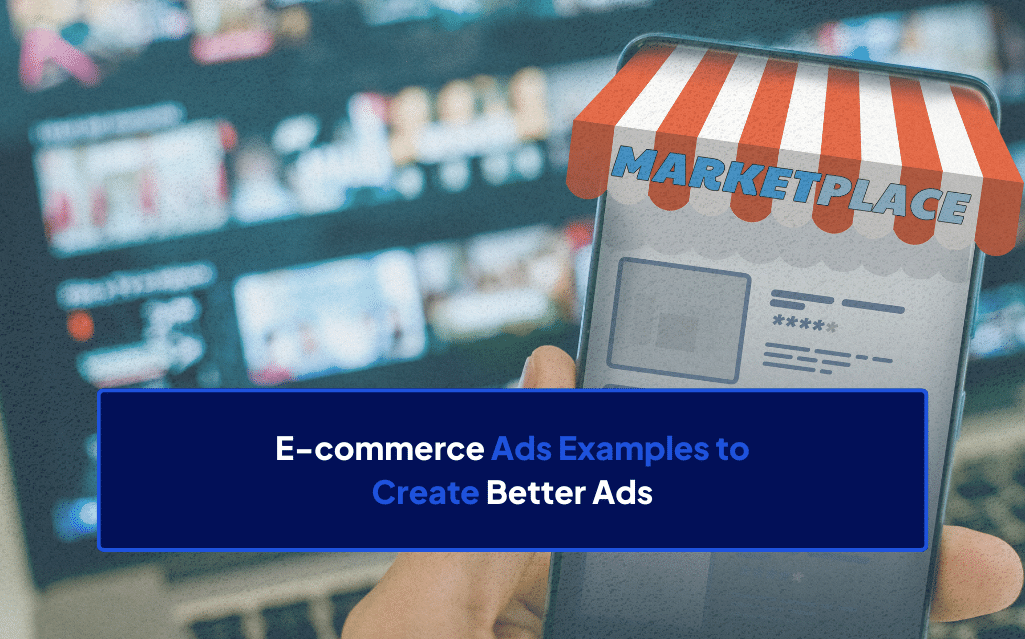 MARKETPLACE
*****
E-commerce Ads Examples to
Create Better Ads